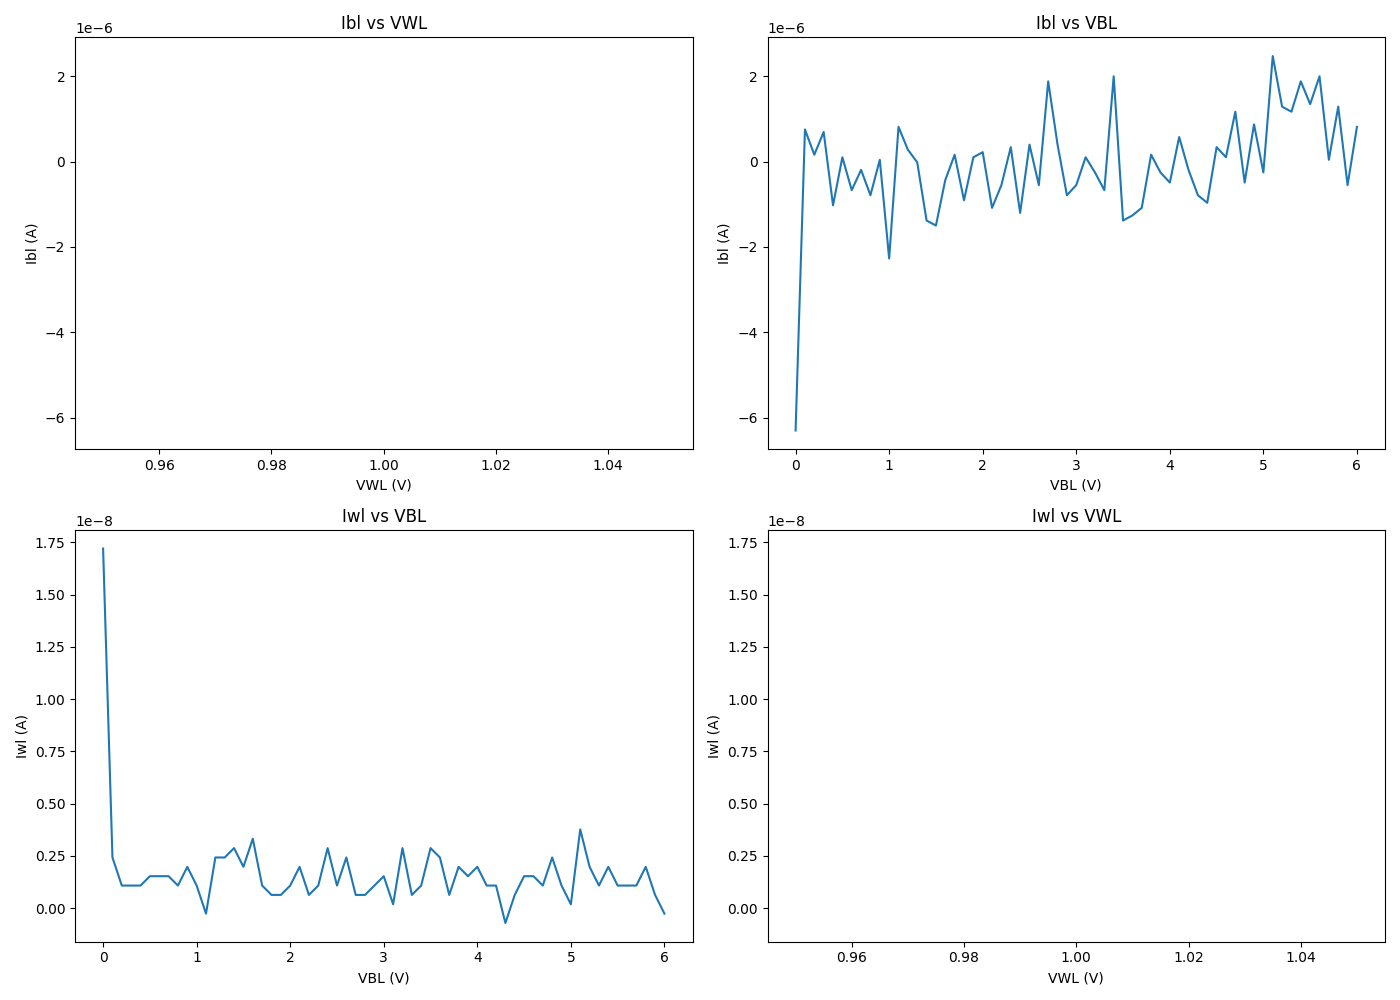 Ibl vs VWL
1e−6
Ibl (A)
2
0
−2
−4
−6
0.96 0.98 1.00 1.02 1.04
VWL (V)
Ibl vs VBL
1e−6
Ibl (A)
2
0
−2
−4
−6
0 1 2 3 4 5 6
VBL (V)
Iwl vs VBL
1e−8
Iwl (A)
1.75
1.50
1.25
1.00
0.75
0.50
0.25
0.00
0 1 2 3 4 5 6
VBL (V)
Iwl vs VWL
1e−8
Iwl (A)
1.75
1.50
1.25
1.00
0.75
0.50
0.25
0.00
0.96 0.98 1.00 1.02 1.04
VWL (V)